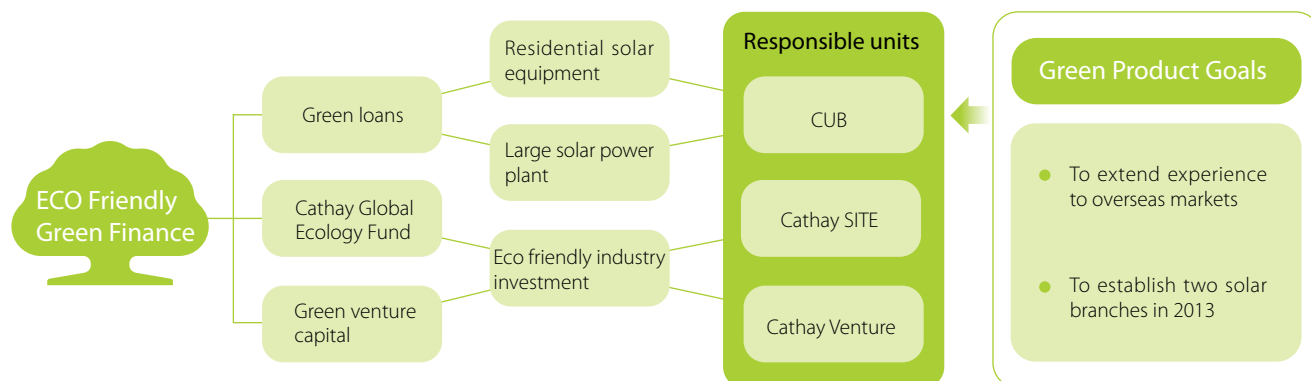 ECO Friendly
Green Finance
Green loans
Cathay Global
Ecology Fund
Green venture
capital
Residential solar
equipment
Large solar power
plant
Eco friendly industry
investment
Responsible units
CUB
Cathay SITE
Cathay Venture
Green Product Goals
To extend experience
to overseas markets
To establish two solar
branches in 2013